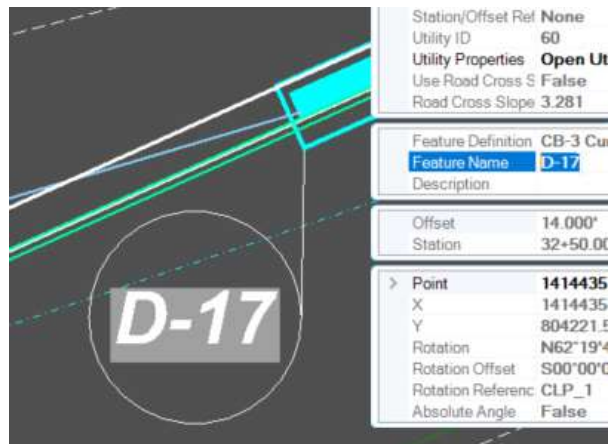 Station/Offset Ref None
Utility ID 60
Utility Properties Open Ut
Use Road Cross S False
Road Cross Slope 3.281
Feature Definition CB-3 Cur
Feature Name D-17
Description
Offset 14.000'
Station 32+50.00
> Point 1414435
X 1414435
Y 804221.5
Rotation N62°19'4
Rotation Offset S00°00'0
Rotation Referenc CLP_1
Absolute Angle False
D-17